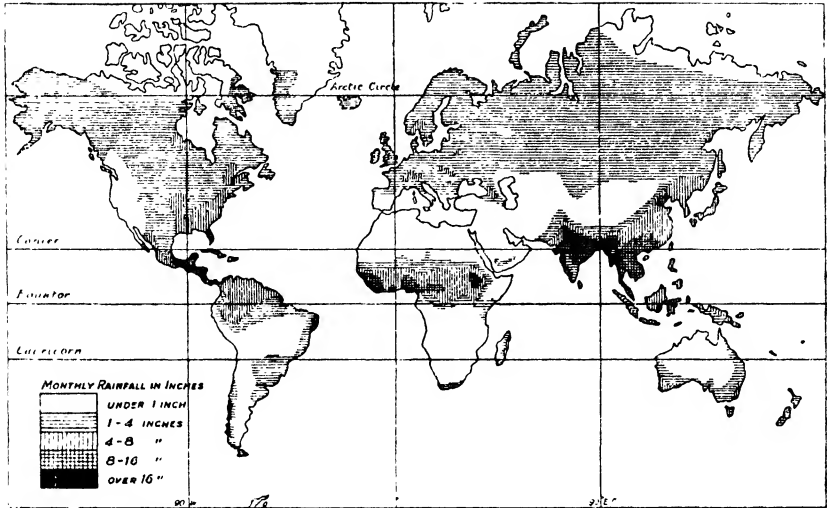 Arctic Circle
Cancer
Equator
Capricorn
MONTHLY RAINFALL IN INCHES
UNDER 1 INCH
1-4 INCHES
4-8 "
8-16 "
OVER 16 "
90